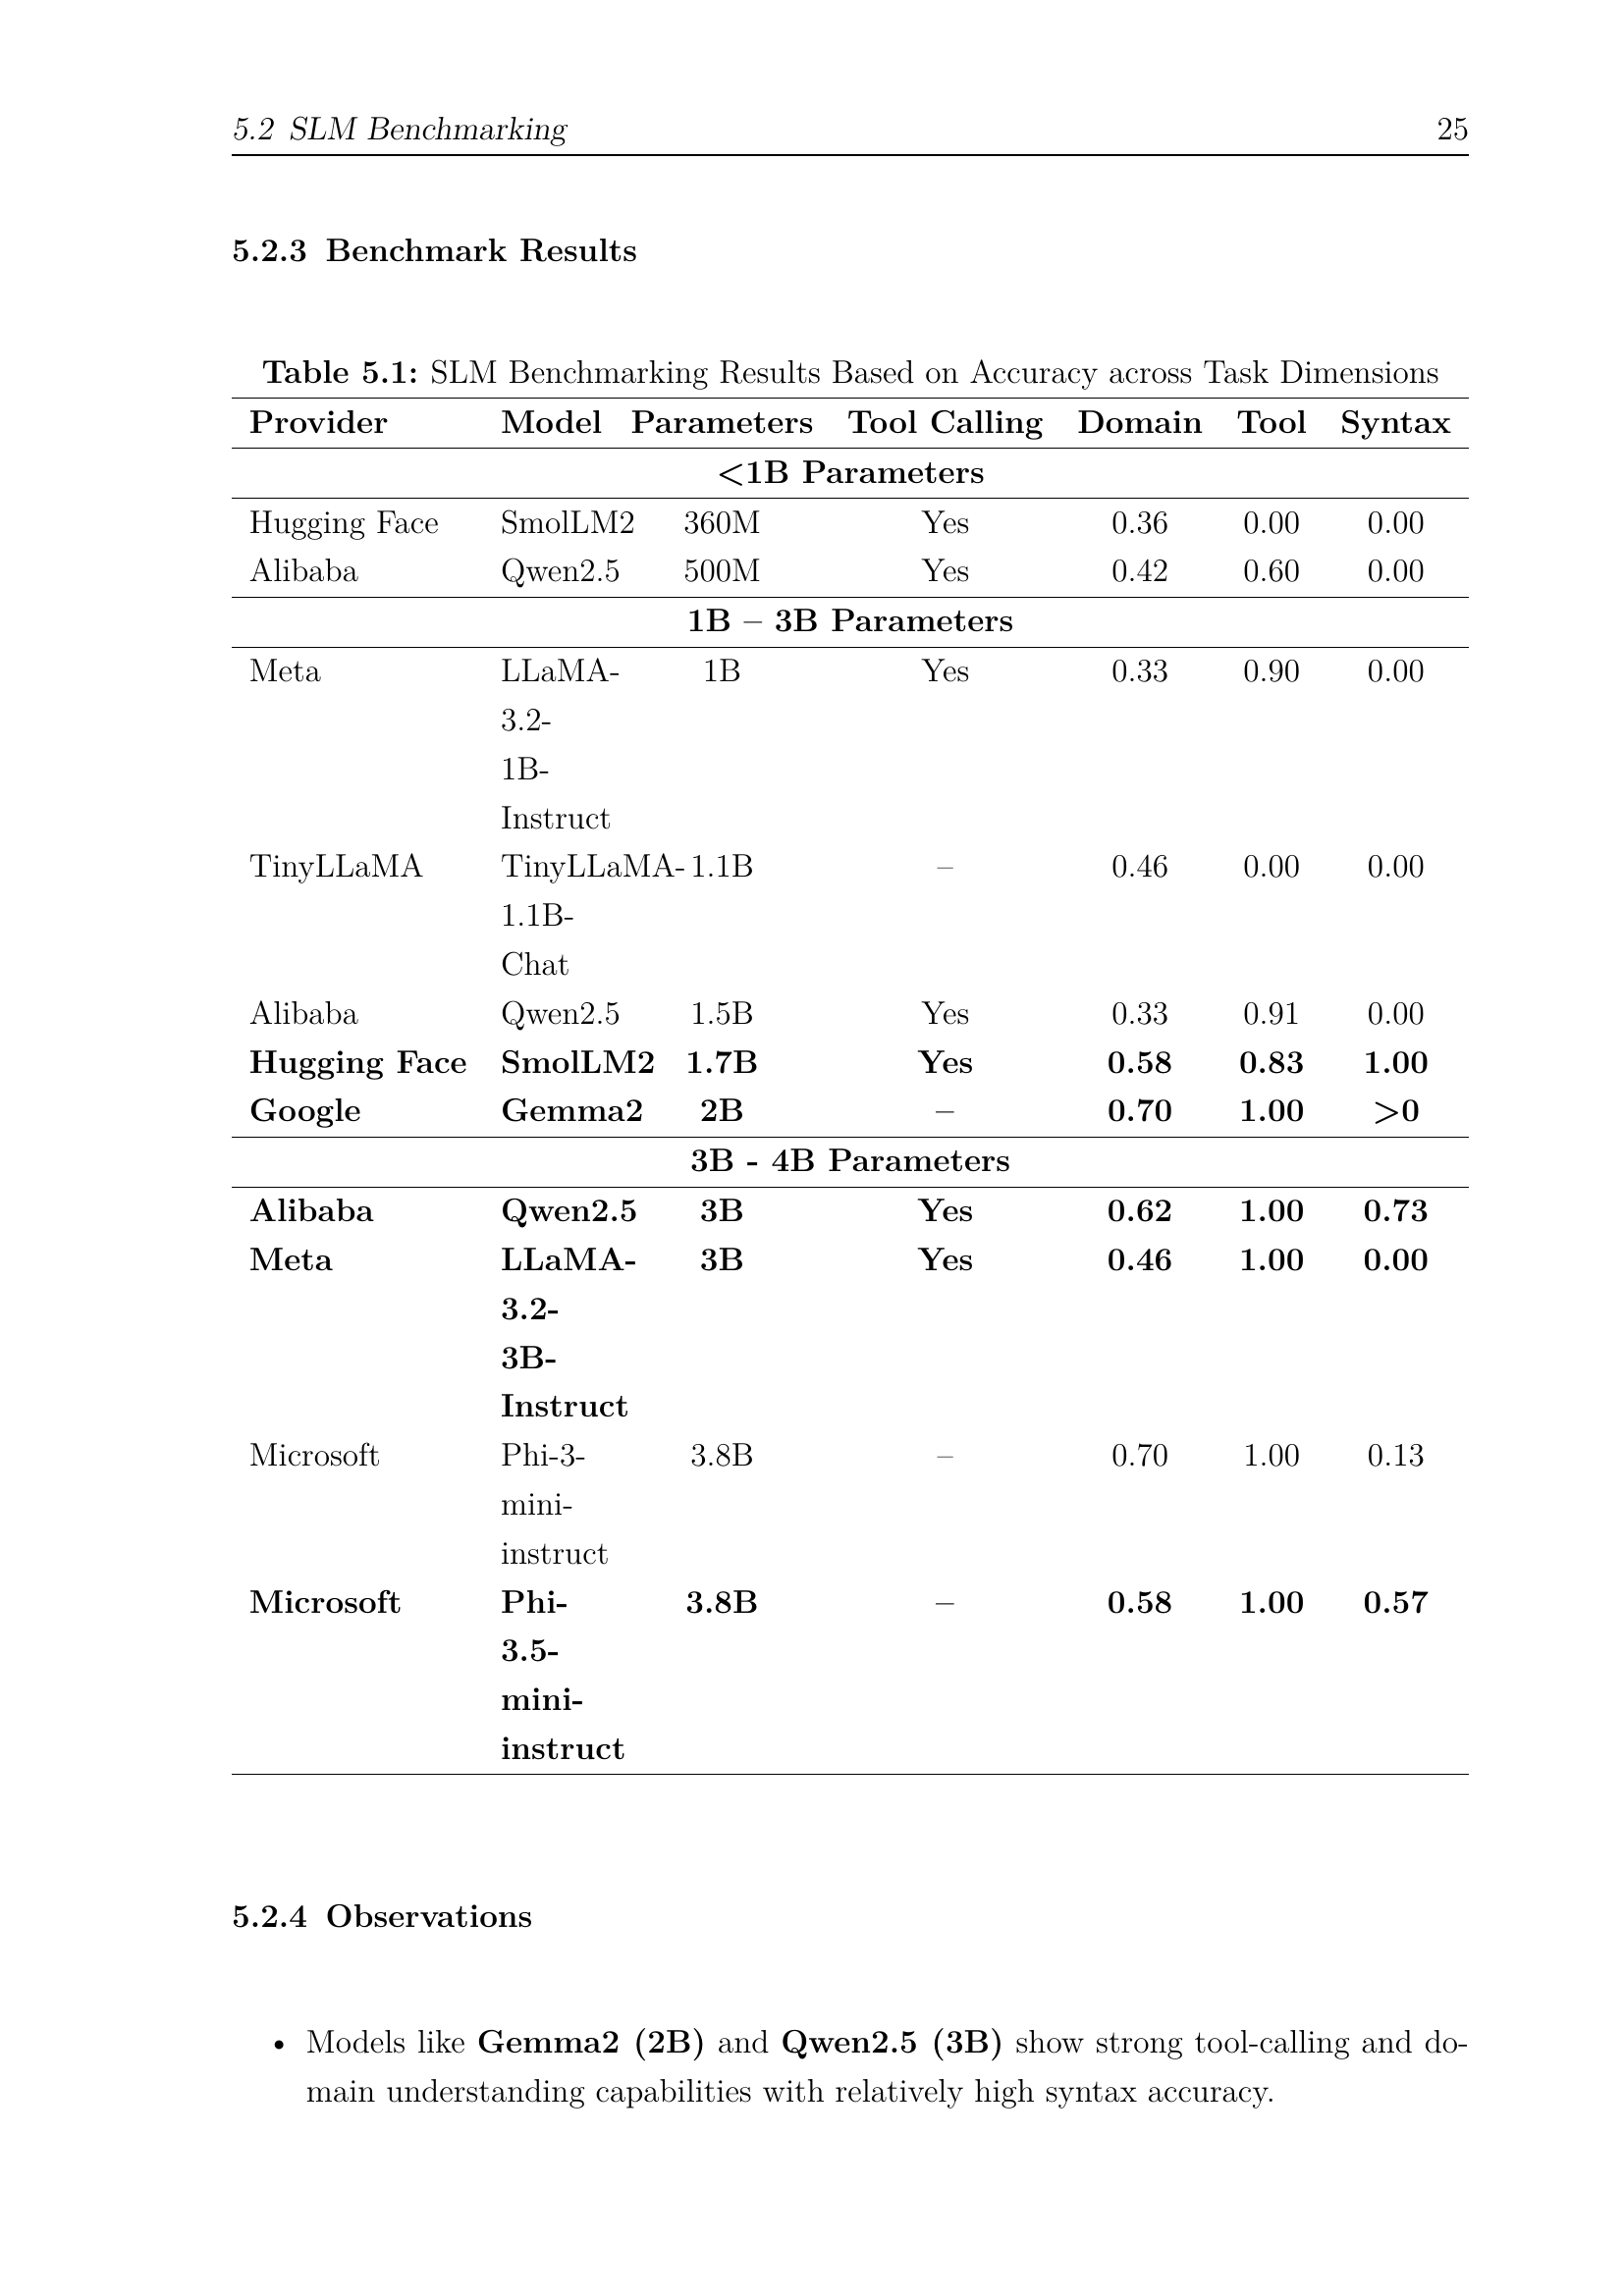 5.2 SLM Benchmarking 25
5.2.3 Benchmark Results
Table 5.1: SLM Benchmarking Results Based on Accuracy across Task Dimensions
Provider Model Parameters Tool Calling Domain Tool Syntax
<1B Parameters
Hugging Face SmolLM2 360M Yes 0.36 0.00 0.00
Alibaba Qwen2.5 500M Yes 0.42 0.60 0.00
1B – 3B Parameters
Meta LLaMA- 1B Yes 0.33 0.90 0.00
3.2-
1B-
Instruct
TinyLLaMA TinyLLaMA- 1.1B – 0.46 0.00 0.00
1.1B-
Chat
Alibaba Qwen2.5 1.5B Yes 0.33 0.91 0.00
Hugging Face SmolLM2 1.7B Yes 0.58 0.83 1.00
Google Gemma2 2B – 0.70 1.00 >0
3B - 4B Parameters
Alibaba Qwen2.5 3B Yes 0.62 1.00 0.73
Meta LLaMA- 3B Yes 0.46 1.00 0.00
3.2-
3B-
Instruct
Microsoft Phi-3- 3.8B – 0.70 1.00 0.13
mini-
instruct
Microsoft Phi- 3.8B – 0.58 1.00 0.57
3.5-
mini-
instruct
5.2.4 Observations
• Models like Gemma2 (2B) and Qwen2.5 (3B) show strong tool-calling and do-
main understanding capabilities with relatively high syntax accuracy.